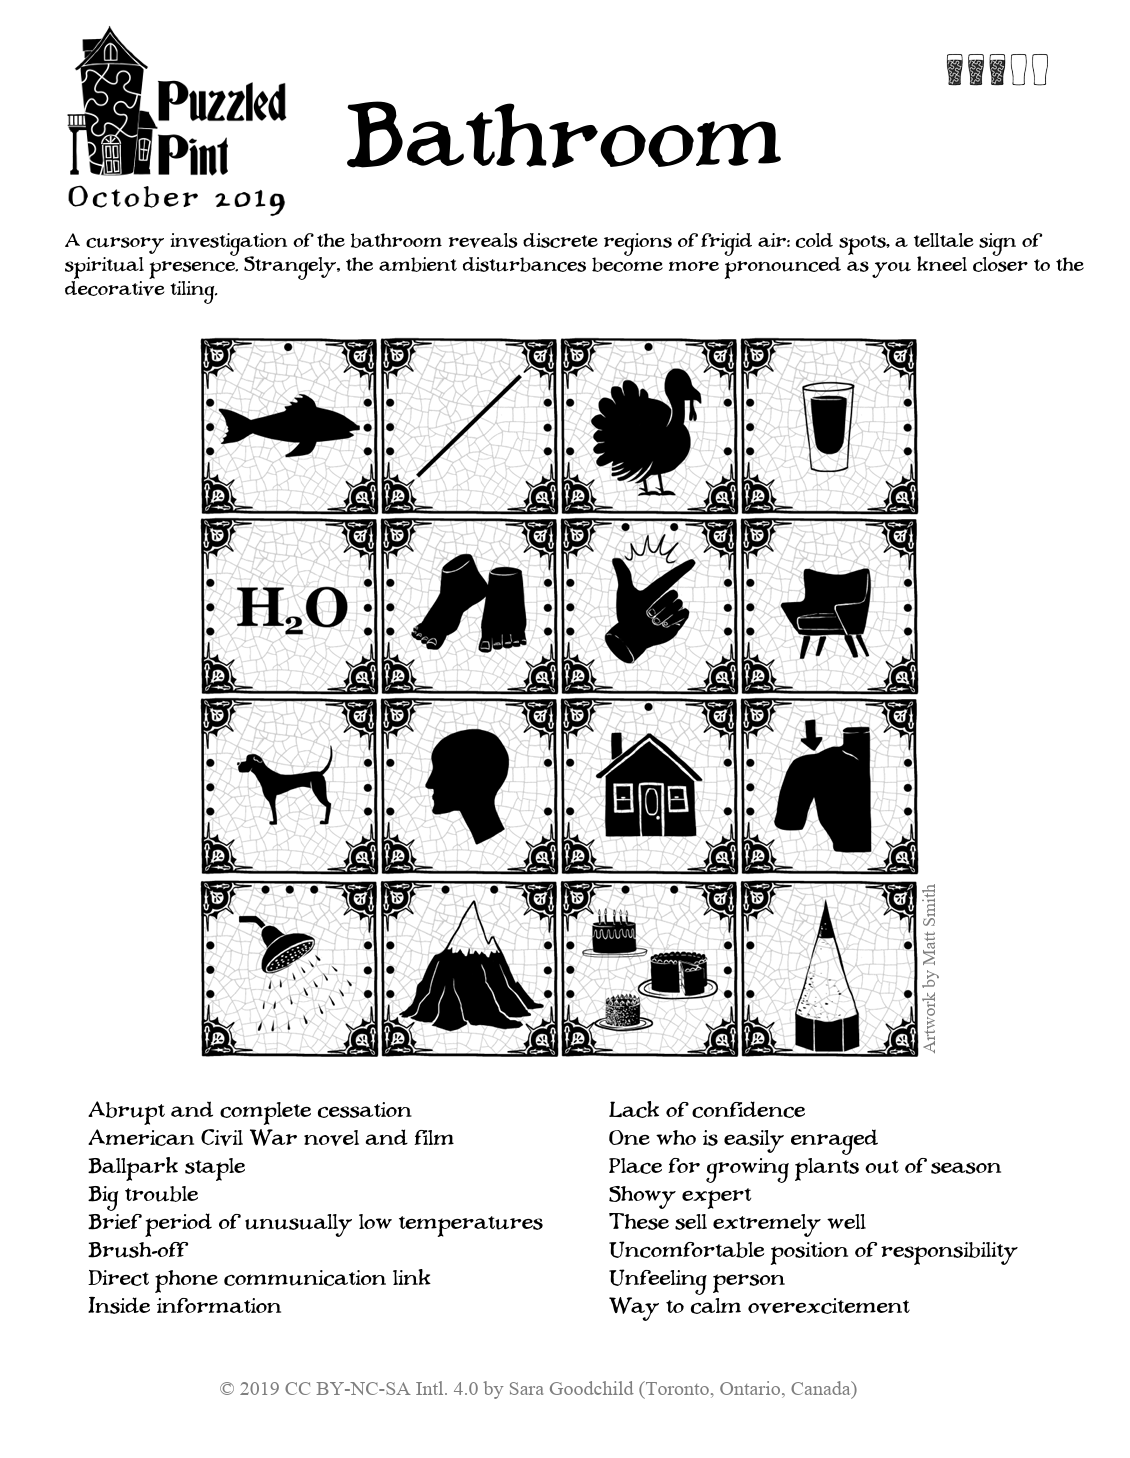 Puzzled
Pint
October 2019
Bathroom
A cursory investigation of the bathroom reveals discrete regions of frigid air: cold spots, a telltale sign of
spiritual presence. Strangely, the ambient disturbances become more pronounced as you kneel closer to the
decorative tiling.
H₂O
Artwork by Matt Smith
Abrupt and complete cessation
American Civil War novel and film
Ballpark staple
Big trouble
Brief period of unusually low temperatures
Brush-off
Direct phone communication link
Inside information
Lack of confidence
One who is easily enraged
Place for growing plants out of season
Showy expert
These sell extremely well
Uncomfortable position of responsibility
Unfeeling person
Way to calm overexcitement
© 2019 CC BY-NC-SA Intl. 4.0 by Sara Goodchild (Toronto, Ontario, Canada)